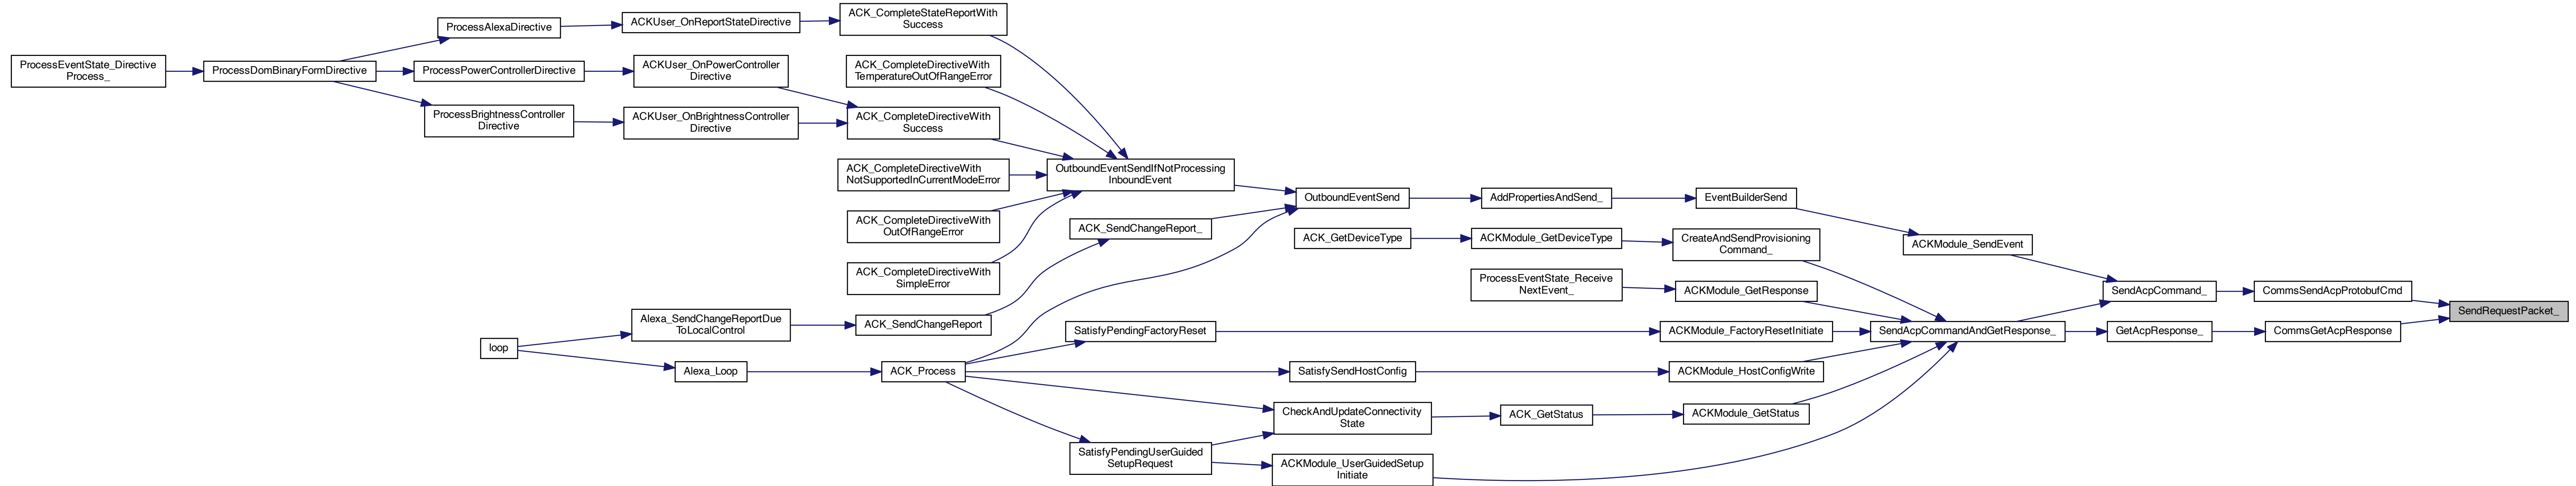 ProcessEventState_Directive
Process_
ProcessDomBinaryFormDirective
ProcessAlexaDirective
ProcessPowerControllerDirective
ProcessBrightnessController
Directive
ACKUser_OnReportStateDirective
ACKUser_OnPowerController
Directive
ACKUser_OnBrightnessController
Directive
ACK_CompleteStateReportWith
Success
ACK_CompleteDirectiveWith
TemperatureOutOfRangeError
ACK_CompleteDirectiveWith
Success
ACK_CompleteDirectiveWith
NotSupportedInCurrentModeError
ACK_CompleteDirectiveWith
OutOfRangeError
ACK_CompleteDirectiveWith
SimpleError
loop
Alexa_SendChangeReportDue
ToLocalControl
Alexa_Loop
ACK_SendChangeReport
ACK_Process
OutboundEventSendIfNotProcessing
InboundEvent
ACK_SendChangeReport_
SatisfyPendingFactoryReset
SatisfyPendingUserGuided
SetupRequest
OutboundEventSend
ACK_GetDeviceType
SatisfySendHostConfig
CheckAndUpdateConnectivity
State
ACKModule_UserGuidedSetup
Initiate
AddPropertiesAndSend_
ACKModule_GetDeviceType
ProcessEventState_Receive
NextEvent_
ACK_GetStatus
EventBuilderSend
CreateAndSendProvisioning
Command_
ACKModule_GetResponse
ACKModule_FactoryResetInitiate
ACKModule_HostConfigWrite
ACKModule_GetStatus
ACKModule_SendEvent
SendAcpCommandAndGetResponse_
SendAcpCommand_
GetAcpResponse_
CommsSendAcpProtobufCmd
CommsGetAcpResponse
SendRequestPacket_